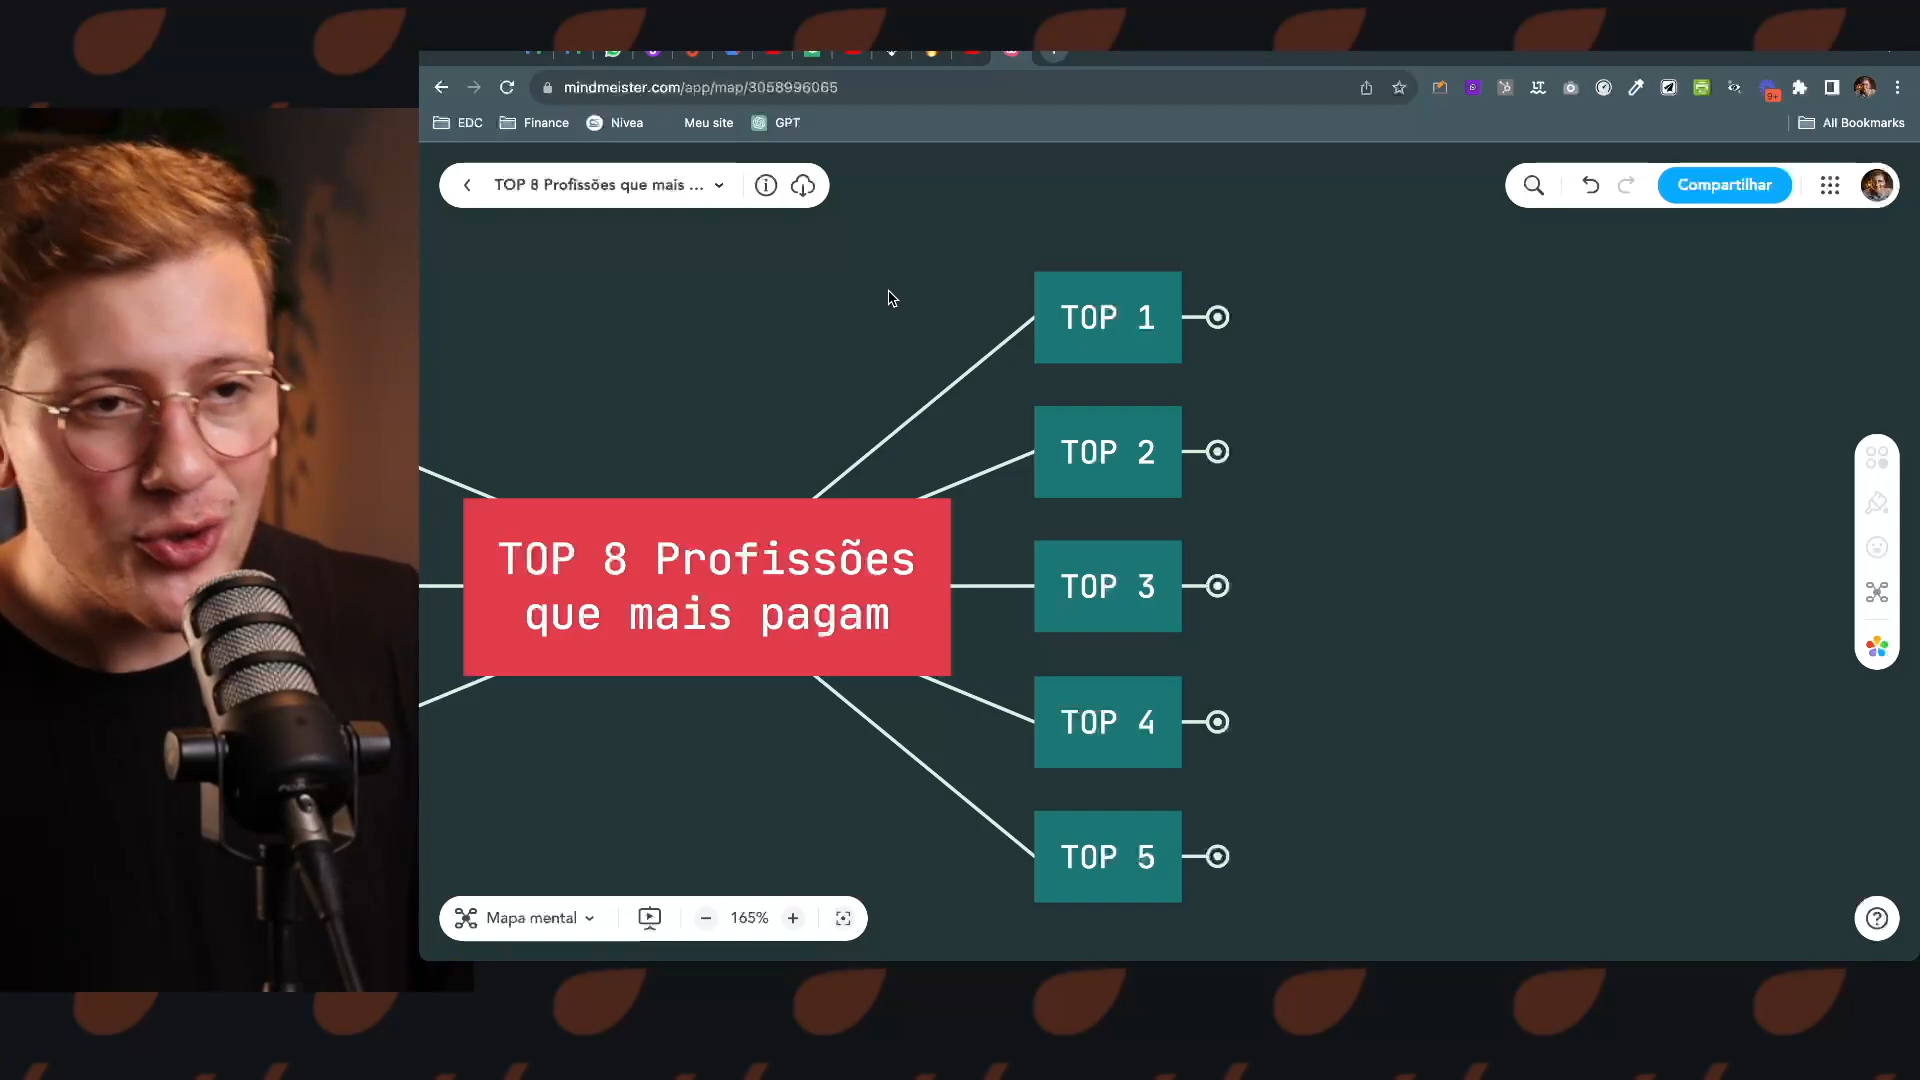 mindmeister.com/app/map/3058996065
9+
EDC
Finance
Nivea
Meu site
GPT
All Bookmarks
TOP 8 Profissões que mais ...
Compartilhar
TOP 1
TOP 2
TOP 3
TOP 4
TOP 5
TOP 8 Profissões
que mais pagam
Mapa mental
165%